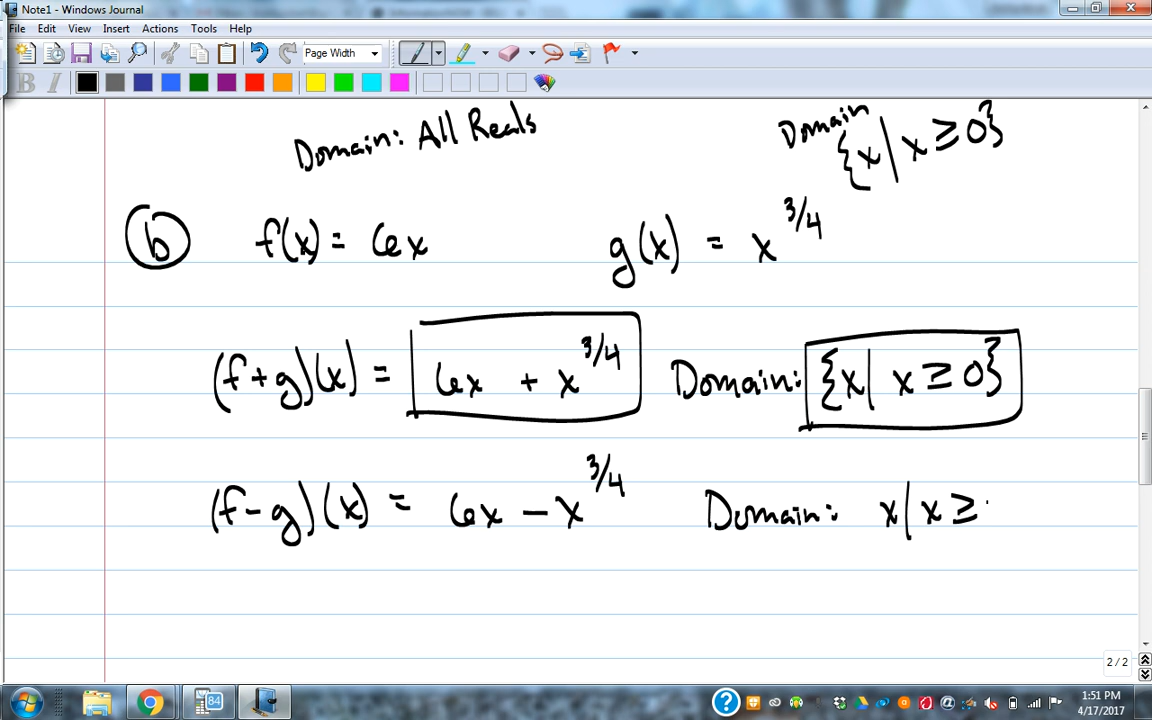 Note1 - Windows Journal
File Edit View Insert Actions Tools Help
Page Width
B I
Domain: All Reals
Domain
{x | x ≥ 0}
b f(x) = 6x g(x) = x^3/4
(f+g)(x) = 6x + x^3/4 Domain: {x | x ≥ 0}
(f-g)(x) = 6x - x^3/4 Domain: x | x ≥
2 / 2
84
1:51 PM
4/17/2017